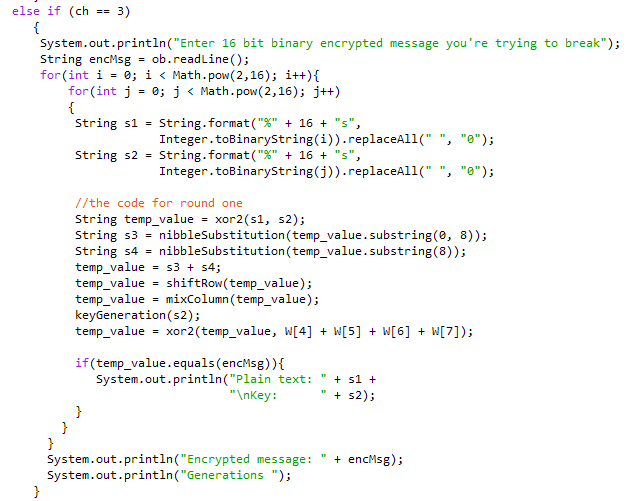 else if (ch == 3)
{
System.out.println("Enter 16 bit binary encrypted message you're trying to break");
String encMsg = ob.readLine();
for(int i = 0; i < Math.pow(2,16); i++){
for(int j = 0; j < Math.pow(2,16); j++)
{
String s1 = String.format("%" + 16 + "s",
Integer.toBinaryString(i)).replaceAll(" ", "0");
String s2 = String.format("%" + 16 + "s",
Integer.toBinaryString(j)).replaceAll(" ", "0");
//the code for round one
String temp_value = xor2(s1, s2);
String s3 = nibbleSubstitution(temp_value.substring(0, 8));
String s4 = nibbleSubstitution(temp_value.substring(8));
temp_value = s3 + s4;
temp_value = shiftRow(temp_value);
temp_value = mixColumn(temp_value);
keyGeneration(s2);
temp_value = xor2(temp_value, W[4] + W[5] + W[6] + W[7]);
if(temp_value.equals(encMsg)){
System.out.println("Plain text: " + s1 +
"\nKey:      " + s2);
}
}
}
System.out.println("Encrypted message: " + encMsg);
System.out.println("Generations ");
}